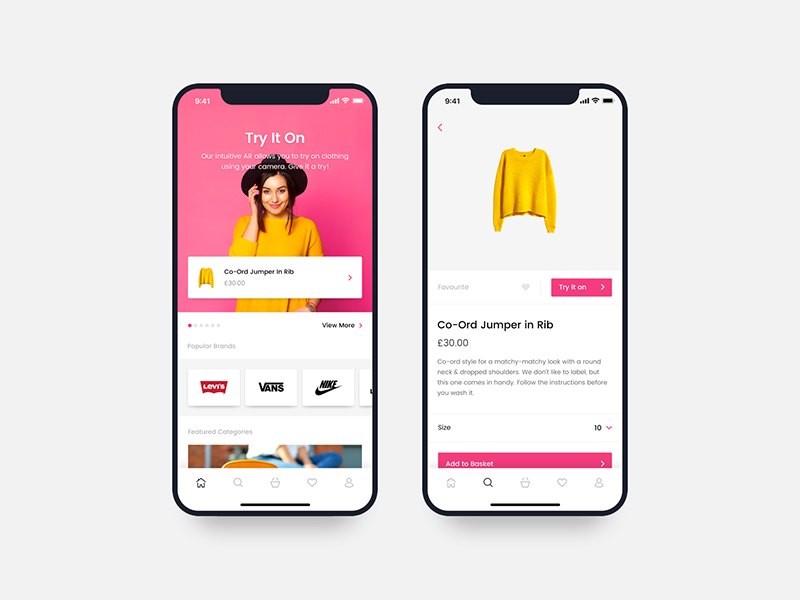 9:41
Try It On
Our intuitive AR allows you to try on clothing
using your camera. Give it a try!
Co-Ord Jumper In Rib
£30.00
View More
Popular Brands
LEVI'S
VANS
NIKE
Featured Categories
9:41
Favourite
Try it on
Co-Ord Jumper in Rib
£30.00
Co-ord style for a matchy-matchy look with a round
neck & dropped shoulders. We don't like to label, but
this one comes in handy. Follow the instructions before
you wash it.
Size
10
Add to Basket